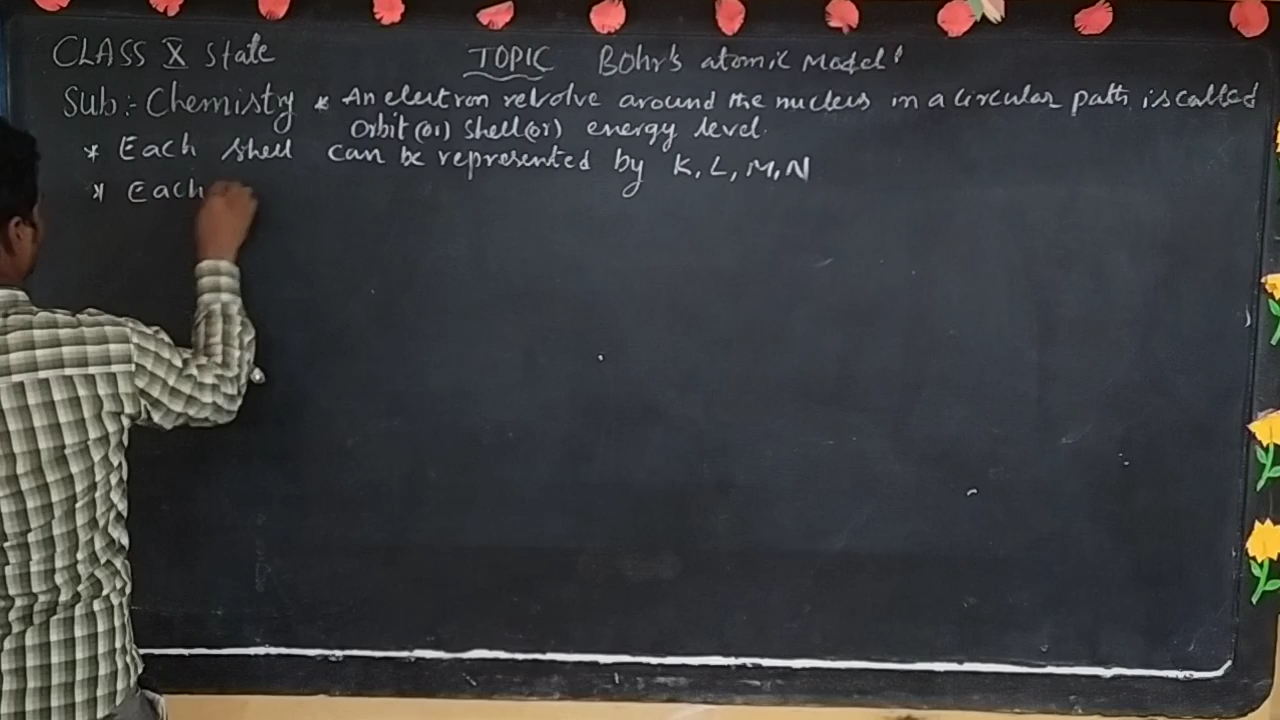 CLASS X State
TOPIC Bohr's atomic Model'
Sub:- Chemistry * An electron revolve around the nucleus in a circular path is called
Orbit (or) shell (or) energy level.
* Each shell can be represented by K, L, M, N
* Each